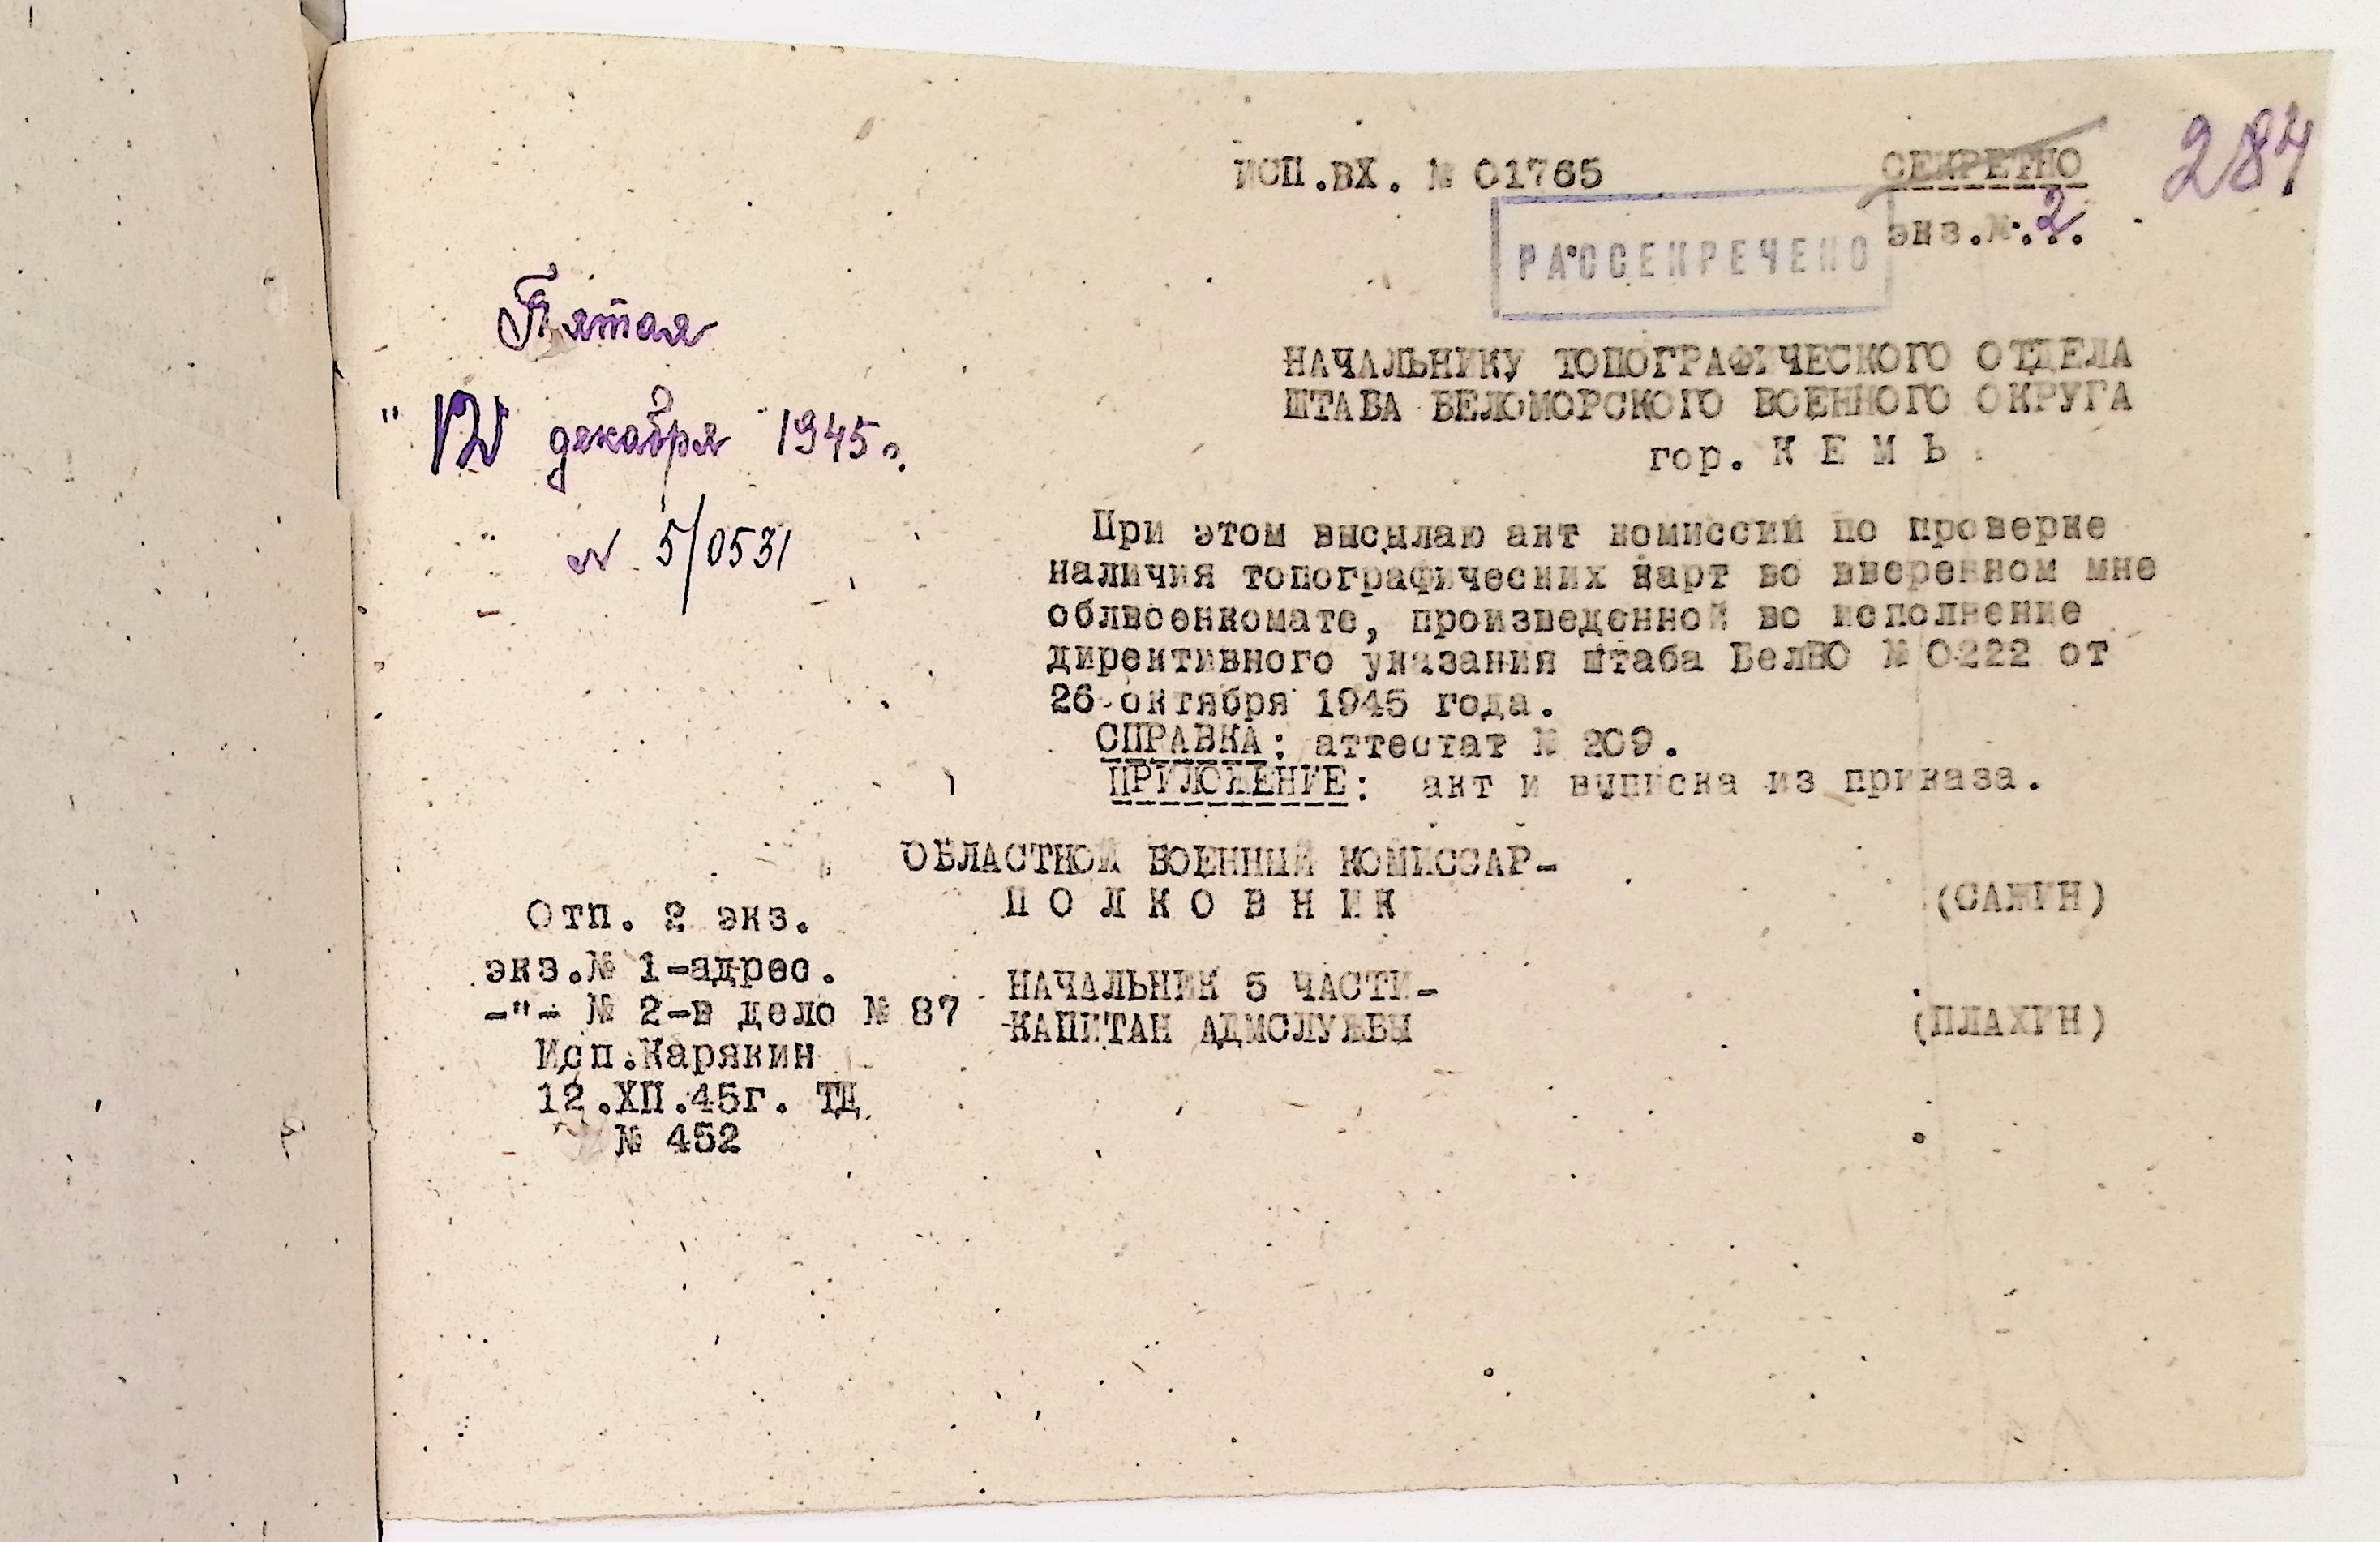 ИСП.ВХ. № 01765
СЕКРЕТНО
284
экз.№ 2
РАССЕКРЕЧЕНО
Пятая
" 12 декабря 1945 г.
№ 5/0531
НАЧАЛЬНИКУ ТОПОГРАФИЧЕСКОГО ОТДЕЛА
ШТАБА БЕЛОМОРСКОГО ВОЕННОГО ОКРУГА
гор. К Е М Ь .
При этом высылаю акт комиссии по проверке
наличия топографических карт во вверенном мне
облвоенкомате, произведенной во исполнение
директивного указания штаба БелВО № 0222 от
26 октября 1945 года.
СПРАВКА: аттестат № 209.
ПРИЛОЖЕНИЕ: акт и выписка из приказа.
ОБЛАСТНОЙ ВОЕННЫЙ КОМИССАР-
П О Л К О В Н И К (САЖИН)
НАЧАЛЬНИК 5 ЧАСТИ-
КАПИТАН АДМСЛУЖБЫ (ПЛАХИН)
Отп. 2 экз.
экз.№ 1-адрес.
-"- № 2-в дело № 87
Исп.Карякин
12.ХП.45г. ТД
№ 452